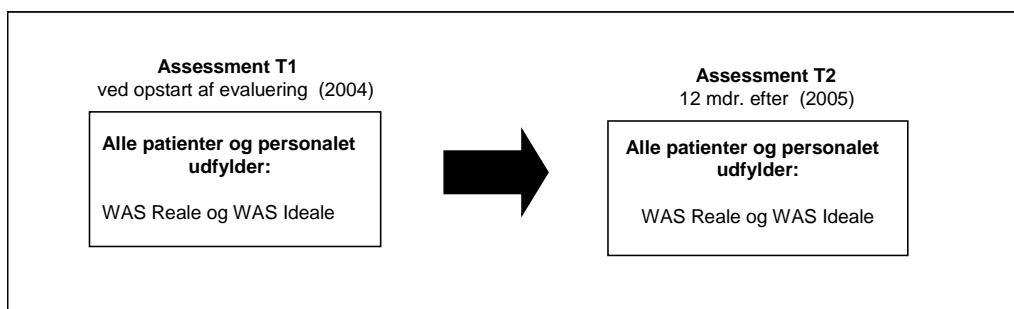 Assessment T1
ved opstart af evaluering (2004)
Alle patienter og personalet
udfylder:
WAS Reale og WAS Ideale
Assessment T2
12 mdr. efter (2005)
Alle patienter og personalet
udfylder:
WAS Reale og WAS Ideale